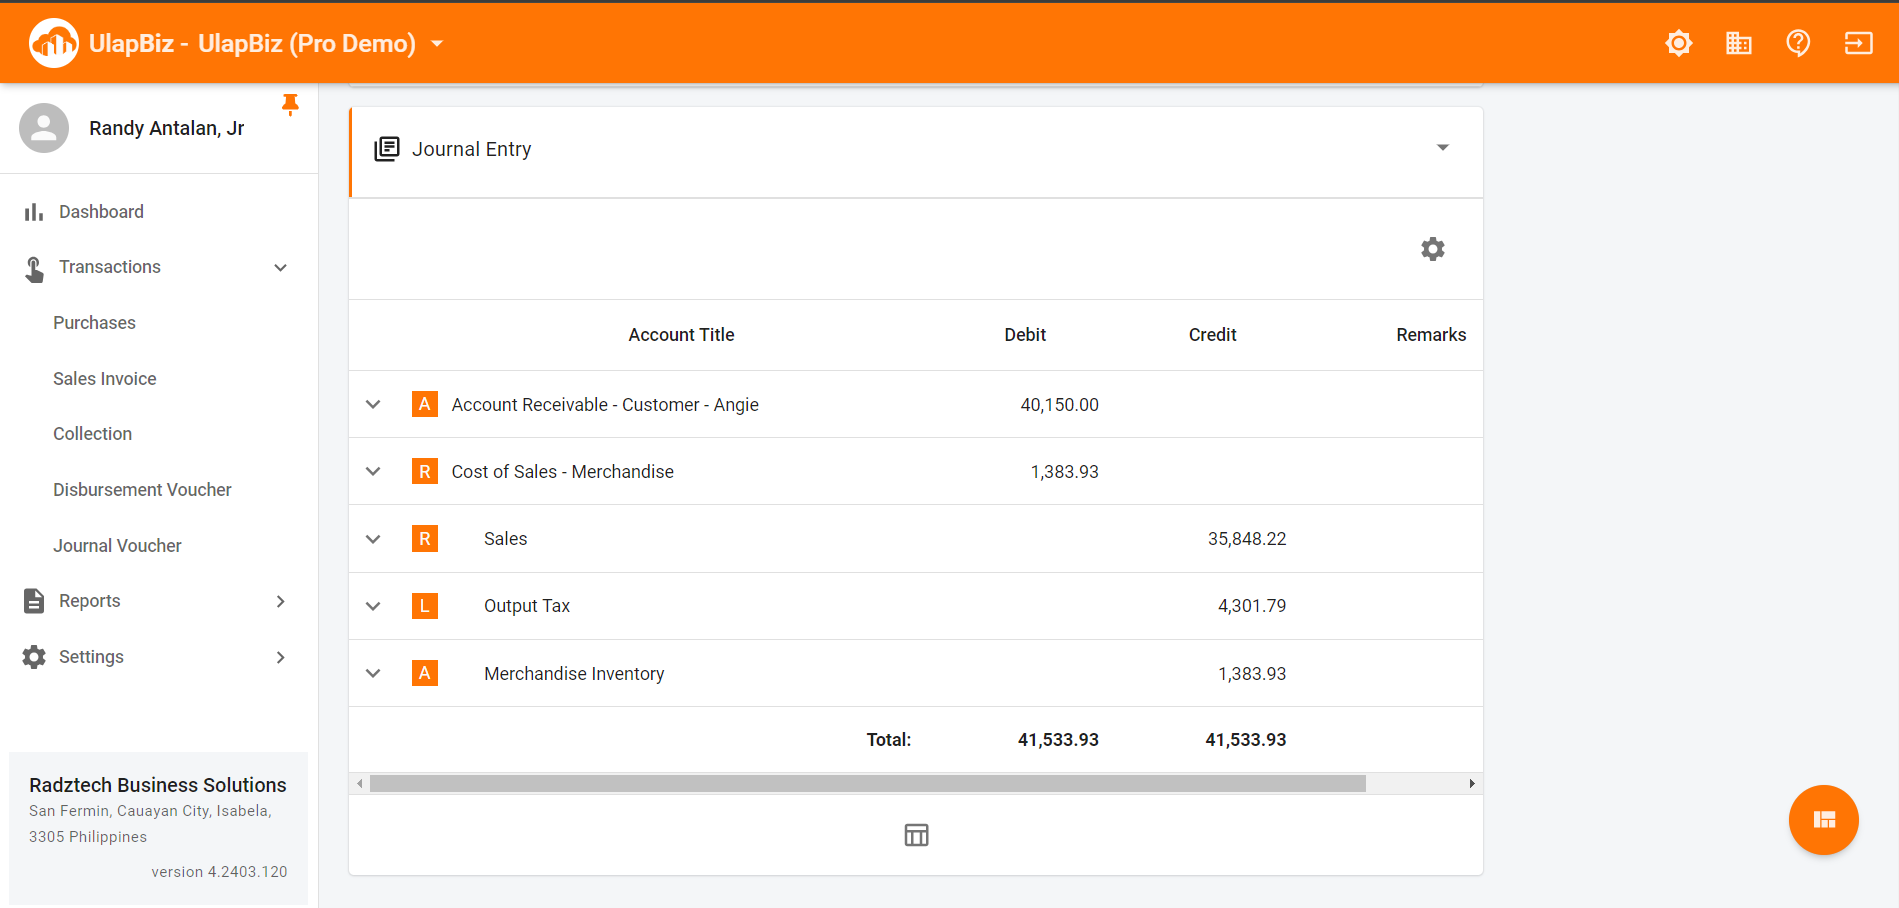 UlapBiz - UlapBiz (Pro Demo)
Randy Antalan, Jr
Dashboard
Transactions
Purchases
Sales Invoice
Collection
Disbursement Voucher
Journal Voucher
Reports
Settings
Radztech Business Solutions
San Fermin, Cauayan City, Isabela,
3305 Philippines
version 4.2403.120
Journal Entry
Account Title Debit Credit Remarks
A Account Receivable - Customer - Angie 40,150.00
R Cost of Sales - Merchandise 1,383.93
R Sales 35,848.22
L Output Tax 4,301.79
A Merchandise Inventory 1,383.93
Total: 41,533.93 41,533.93